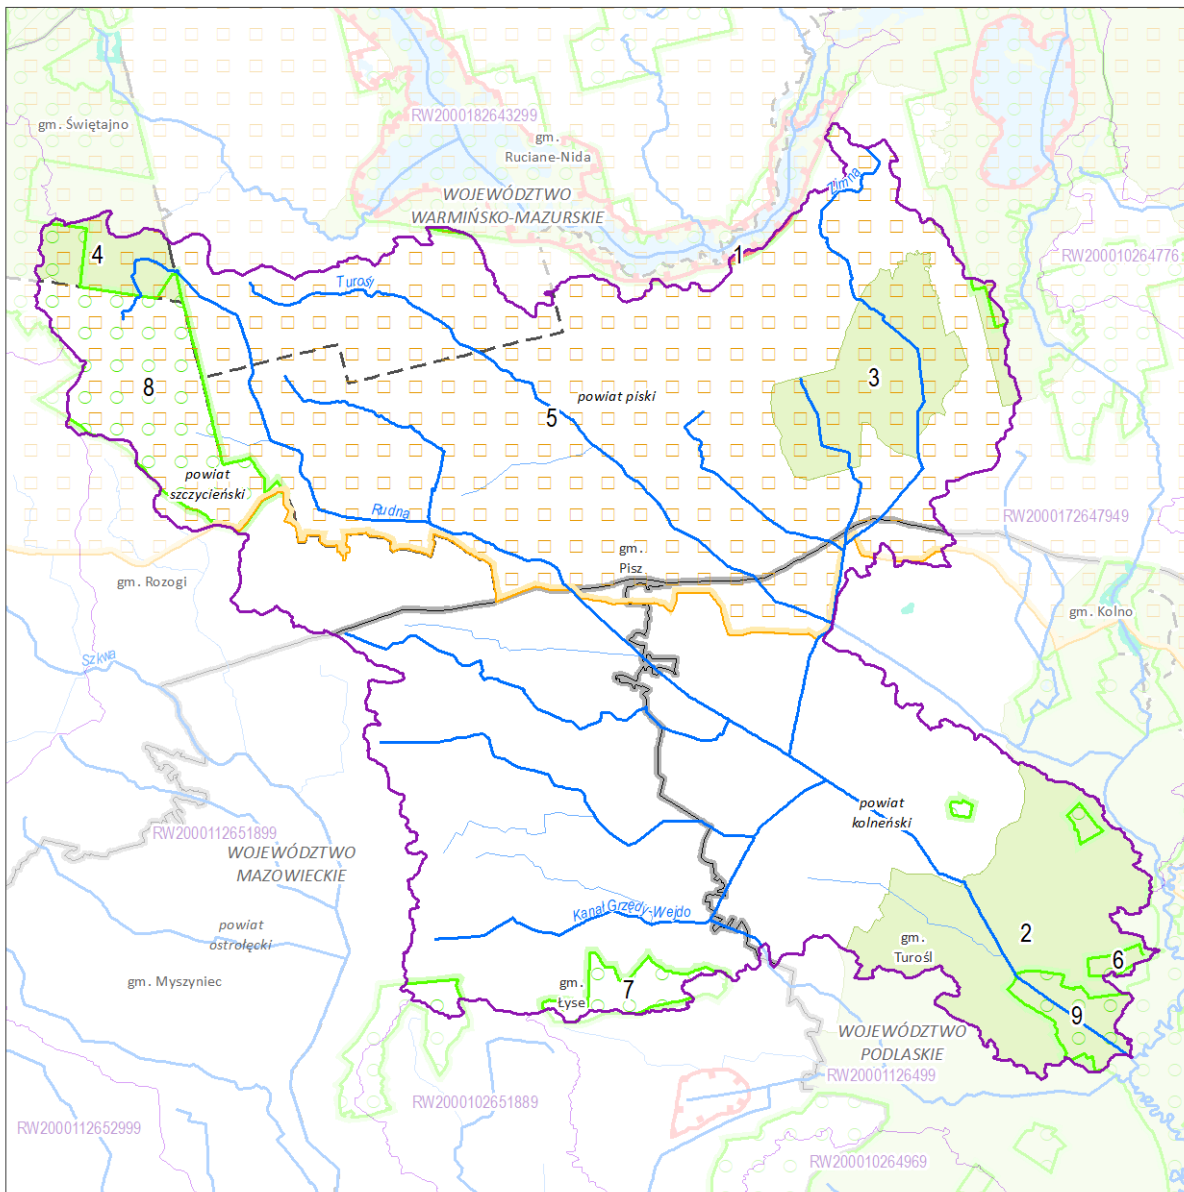 RW2000182643299
gm. Świętajno
gm.
Ruciane-Nida
WOJEWÓDZTWO
WARMIŃSKO-MAZURSKIE
Zimna
4
1
RW2000010264776
Turośl
3
8
powiat piski
5
powiat
szczycieński
Rudna
RW2000172647949
gm.
Pisz
gm. Rozogi
gm. Kolno
Szkwa
powiat
kolneński
RW2000112651899
WOJEWÓDZTWO
MAZOWIECKIE
Kanał Grzędy-Wejdo
powiat
ostrołęcki
2
gm.
Turośl
6
gm. Myszyniec
gm.
Łyse
7
9
WOJEWÓDZTWO
PODLASKIE
RW20001126499
RW2000102651889
RW2000112652999
RW200010264969